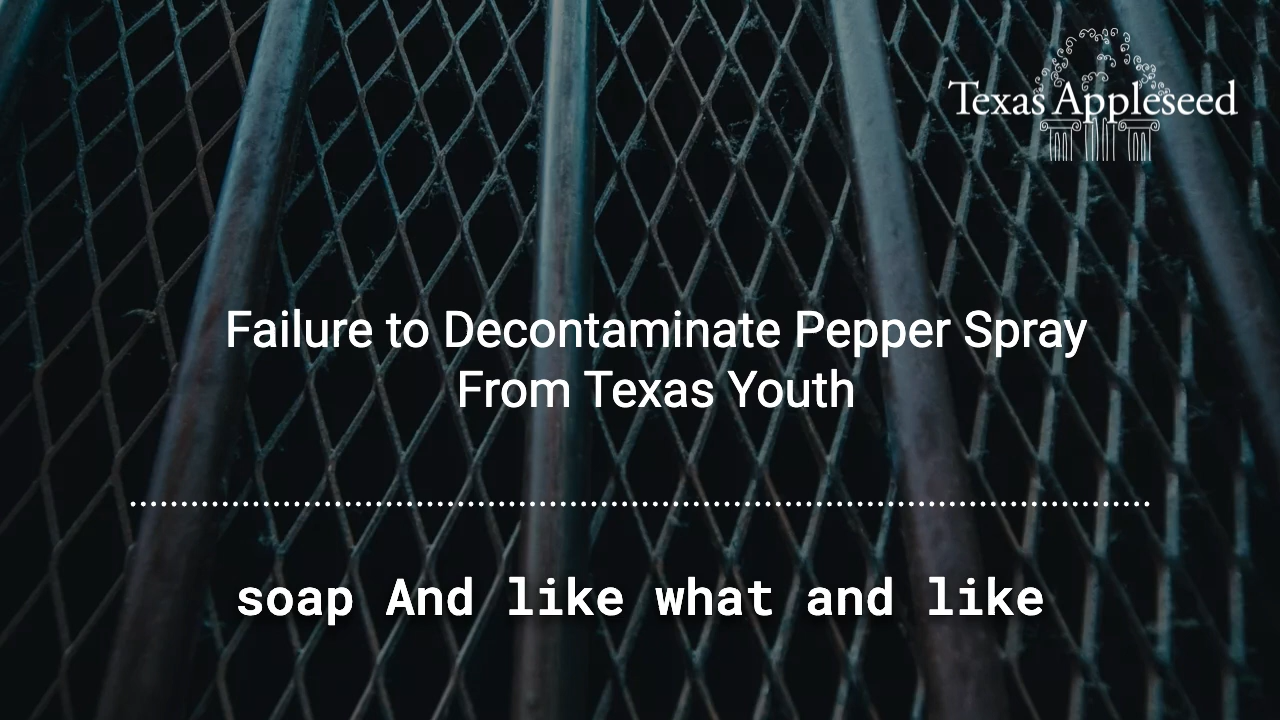 Texas Appleseed
Failure to Decontaminate Pepper Spray
From Texas Youth
soap And like what and like